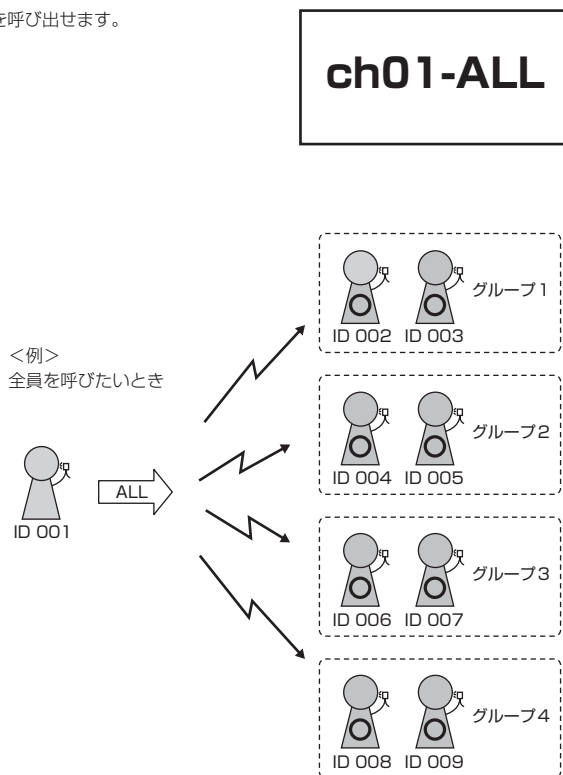 を呼び出せます。
ch01-ALL
<例>
全員を呼びたいとき
ID 001
ALL
グループ1
ID 002 ID 003
グループ2
ID 004 ID 005
グループ3
ID 006 ID 007
グループ4
ID 008 ID 009